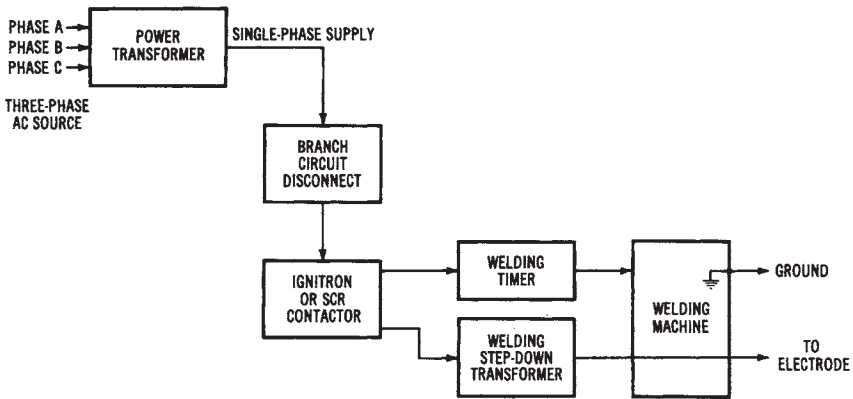 PHASE A
PHASE B
PHASE C
THREE-PHASE
AC SOURCE
POWER
TRANSFORMER
SINGLE-PHASE SUPPLY
BRANCH
CIRCUIT
DISCONNECT
IGNITRON
OR SCR
CONTACTOR
WELDING
TIMER
WELDING
STEP-DOWN
TRANSFORMER
WELDING
MACHINE
GROUND
TO
ELECTRODE